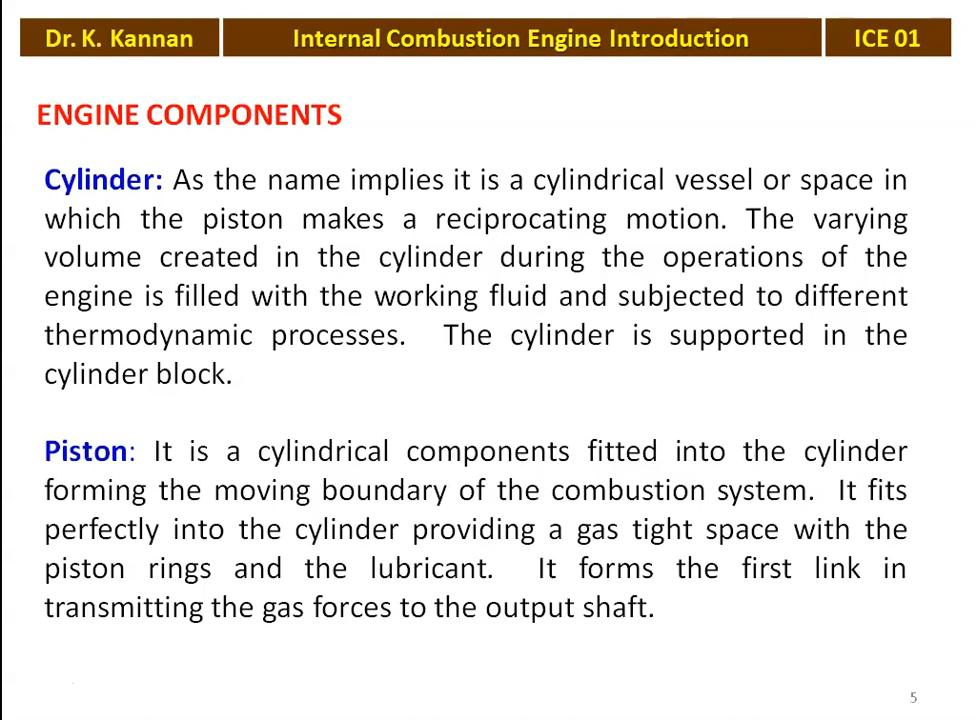 Dr. K. Kannan
Internal Combustion Engine Introduction
ICE 01
ENGINE COMPONENTS
Cylinder: As the name implies it is a cylindrical vessel or space in
which the piston makes a reciprocating motion. The varying
volume created in the cylinder during the operations of the
engine is filled with the working fluid and subjected to different
thermodynamic processes. The cylinder is supported in the
cylinder block.
Piston: It is a cylindrical components fitted into the cylinder
forming the moving boundary of the combustion system. It fits
perfectly into the cylinder providing a gas tight space with the
piston rings and the lubricant. It forms the first link in
transmitting the gas forces to the output shaft.
5